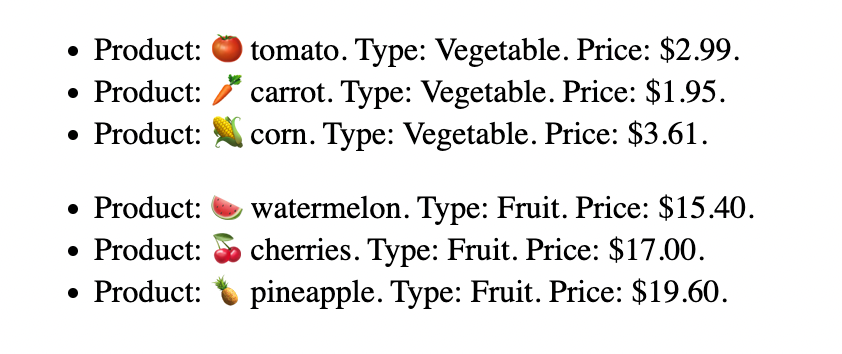 • Product: 🍅 tomato. Type: Vegetable. Price: $2.99.
• Product: 🥕 carrot. Type: Vegetable. Price: $1.95.
• Product: 🌽 corn. Type: Vegetable. Price: $3.61.
• Product: 🍉 watermelon. Type: Fruit. Price: $15.40.
• Product: 🍒 cherries. Type: Fruit. Price: $17.00.
• Product: 🍍 pineapple. Type: Fruit. Price: $19.60.